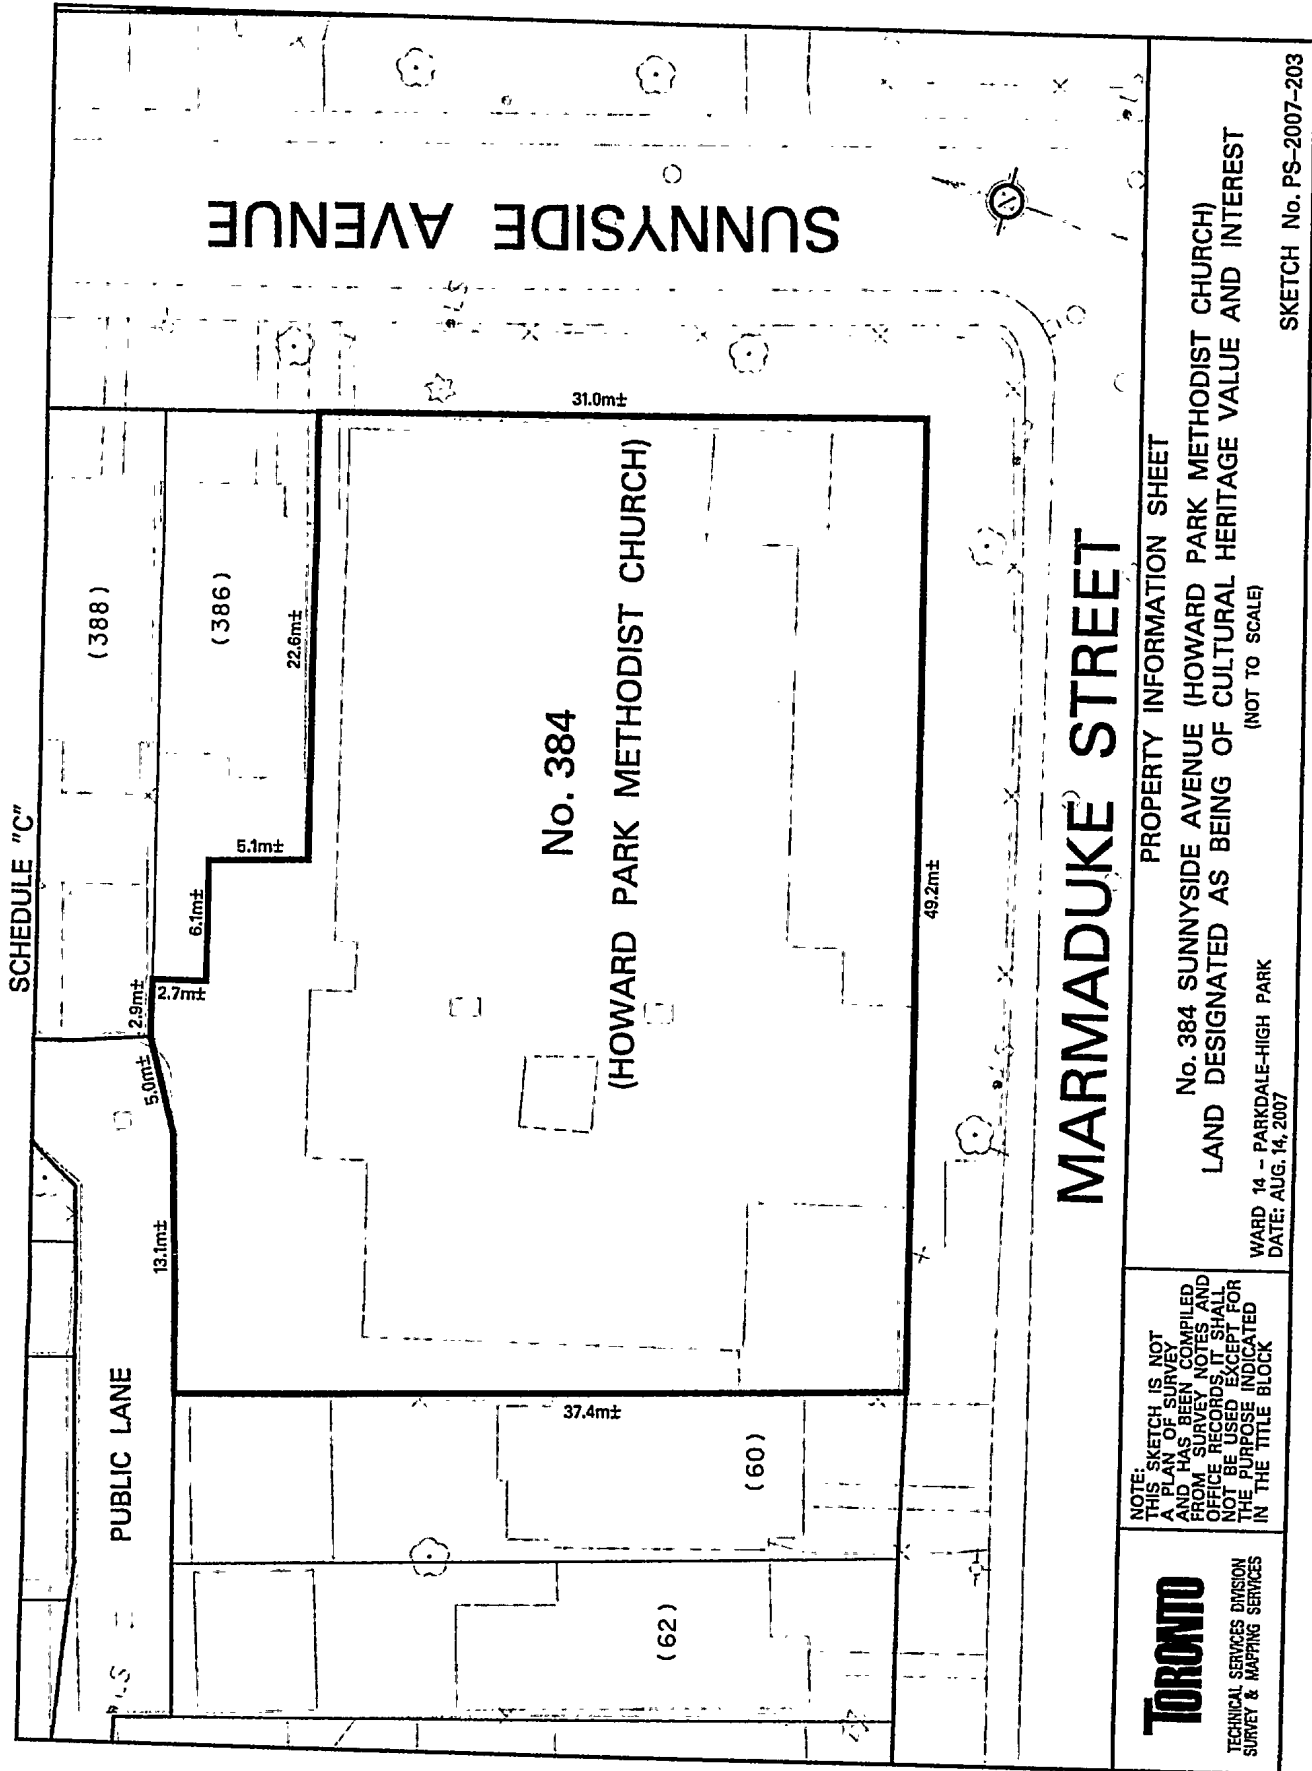 SCHEDULE "C"
(388)
(386)
SUNNYSIDE AVENUE
PUBLIC LANE
13.1m±
5.0m±
2.9m±
2.7m±
6.1m±
5.1m±
22.6m±
31.0m±
37.4m±
49.2m±
No. 384
(HOWARD PARK METHODIST CHURCH)
(60)
(62)
LS
LS
LS
MARMADUKE STREET
TORONTO
TECHNICAL SERVICES DIVISION
SURVEY & MAPPING SERVICES
NOTE:
THIS SKETCH IS NOT
A PLAN OF SURVEY
AND HAS BEEN COMPILED
FROM SURVEY NOTES AND
OFFICE RECORDS. IT SHALL
NOT BE USED EXCEPT FOR
THE PURPOSE INDICATED
IN THE TITLE BLOCK
PROPERTY INFORMATION SHEET
No. 384 SUNNYSIDE AVENUE (HOWARD PARK METHODIST CHURCH)
LAND DESIGNATED AS BEING OF CULTURAL HERITAGE VALUE AND INTEREST
(NOT TO SCALE)
WARD 14 - PARKDALE-HIGH PARK
DATE: AUG. 14, 2007
SKETCH No. PS-2007-203